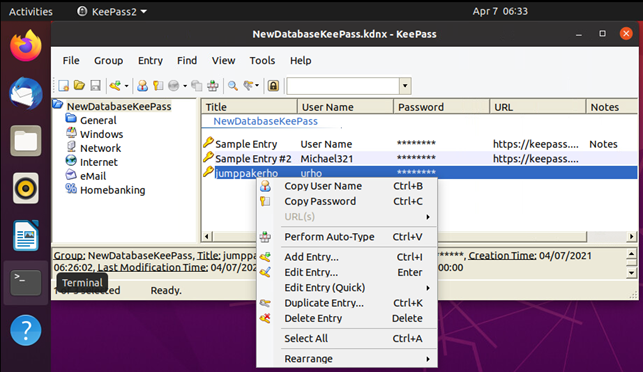 Activities KeePass2 Apr 7 06:33
NewDatabaseKeePass.kdnx - KeePass
File Group Entry Find View Tools Help
NewDatabaseKeePass
General
Windows
Network
Internet
eMail
Homebanking
Title User Name Password URL Notes
NewDatabaseKeePass
Sample Entry User Name ******** https://keepass.... Notes
Sample Entry #2 Michael321 ******** https://keepass....
jumppakerho urho ********
Copy User Name Ctrl+B
Copy Password Ctrl+C
URL(s)
Perform Auto-Type Ctrl+V
Add Entry... Ctrl+I
Edit Entry... Enter
Edit Entry (Quick)
Duplicate Entry... Ctrl+K
Delete Entry Delete
Select All Ctrl+A
Rearrange
Group: NewDatabaseKeePass, Title: jumpp ******, Creation Time: 04/07/2021
06:26:02, Last Modification Time: 04/07/ 00:00
selected Ready.
Terminal